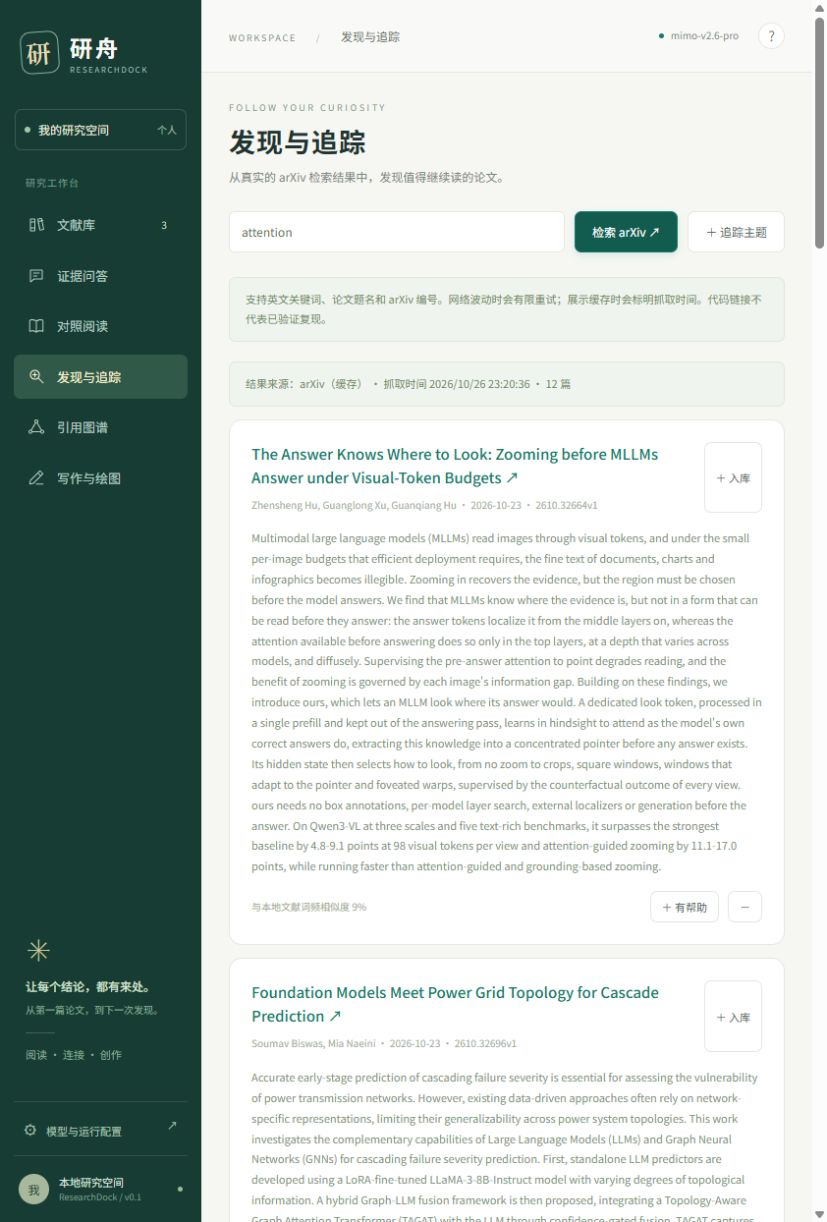 研
研舟
RESEARCHDOCK
我的研究空间 个人
研究工作台
文献库 3
证据问答
对照阅读
发现与追踪
引用图谱
写作与绘图
让每个结论，都有来处。
从第一篇论文，到下一次发现。
阅读 · 连接 · 创作
模型与运行配置 ↗
我
本地研究空间
ResearchDock / v0.1
WORKSPACE / 发现与追踪
mimo-v2.6-pro ?
FOLLOW YOUR CURIOSITY
发现与追踪
从真实的 arXiv 检索结果中，发现值得继续读的论文。
attention
检索 arXiv ↗
＋ 追踪主题
支持英文关键词、论文题名和 arXiv 编号。网络波动时会有限重试；展示缓存时会标明抓取时间。代码链接不
代表已验证复现。
结果来源：arXiv（缓存） · 抓取时间 2026/10/26 23:20:36 · 12 篇
The Answer Knows Where to Look: Zooming before MLLMs
Answer under Visual-Token Budgets ↗
＋ 入库
Zhensheng Hu, Guanglong Xu, Guanqiang Hu · 2026-10-23 · 2610.32664v1
Multimodal large language models (MLLMs) read images through visual tokens, and under the small
per-image budgets that efficient deployment requires, the fine text of documents, charts and
infographics becomes illegible. Zooming in recovers the evidence, but the region must be chosen
before the model answers. We find that MLLMs know where the evidence is, but not in a form that can
be read before they answer: the answer tokens localize it from the middle layers on, whereas the
attention available before answering does so only in the top layers, at a depth that varies across
models, and diffusely. Supervising the pre-answer attention to point degrades reading, and the
benefit of zooming is governed by each image's information gap. Building on these findings, we
introduce ours, which lets an MLLM look where its answer would. A dedicated look token, processed in
a single prefill and kept out of the answering pass, learns in hindsight to attend as the model's own
correct answers do, extracting this knowledge into a concentrated pointer before any answer exists.
Its hidden state then selects how to look, from no zoom to crops, square windows, windows that
adapt to the pointer and foveated warps, supervised by the counterfactual outcome of every view.
ours needs no box annotations, per-model layer search, external localizers or generation before the
answer. On Qwen3-VL at three scales and five text-rich benchmarks, it surpasses the strongest
baseline by 4.8-9.1 points at 98 visual tokens per view and attention-guided zooming by 11.1-17.0
points, while running faster than attention-guided and grounding-based zooming.
与本地文献词频相似度 9%
＋ 有帮助
−
Foundation Models Meet Power Grid Topology for Cascade
Prediction ↗
＋ 入库
Soumav Biswas, Mia Naeini · 2026-10-23 · 2610.32696v1
Accurate early-stage prediction of cascading failure severity is essential for assessing the vulnerability
of power transmission networks. However, existing data-driven approaches often rely on network-
specific representations, limiting their generalizability across power system topologies. This work
investigates the complementary capabilities of Large Language Models (LLMs) and Graph Neural
Networks (GNNs) for cascading failure severity prediction. First, standalone LLM predictors are
developed using a LoRA-fine-tuned LLaMA-3-8B-Instruct model with varying degrees of topological
information. A hybrid Graph-LLM fusion framework is then proposed, integrating a Topology-Aware
Graph Attention Transformer (TAGAT) with the LLM through confidence-gated fusion. TAGAT captures